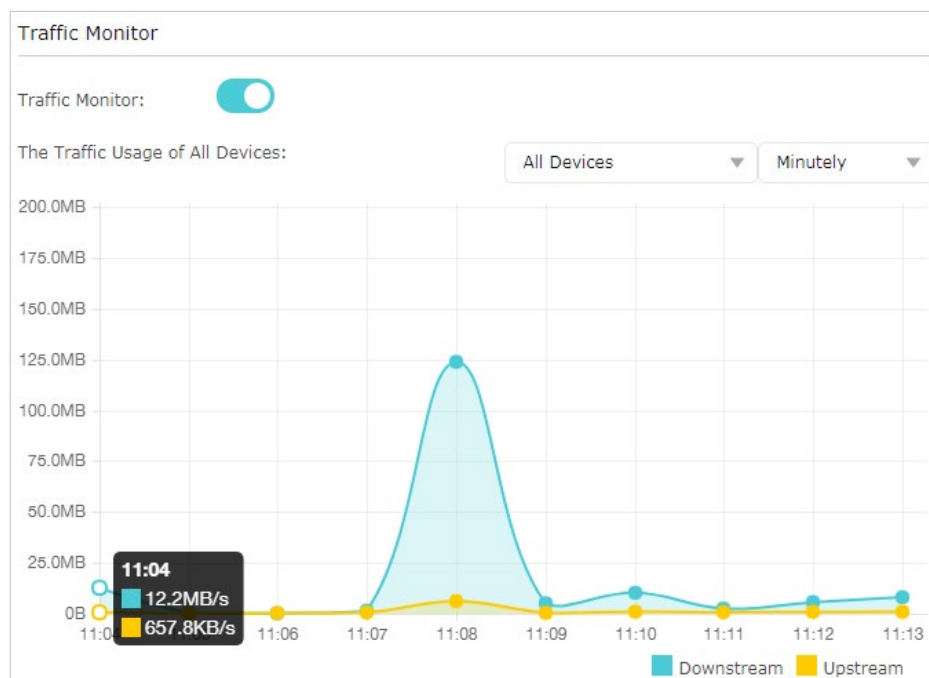 Traffic Monitor
Traffic Monitor:
The Traffic Usage of All Devices:
All Devices
Minutely
200.0MB
175.0MB
150.0MB
125.0MB
100.0MB
75.0MB
50.0MB
25.0MB
0B
11:04
12.2MB/s
657.8KB/s
11:04 11:06 11:07 11:08 11:09 11:10 11:11 11:12 11:13
Downstream Upstream